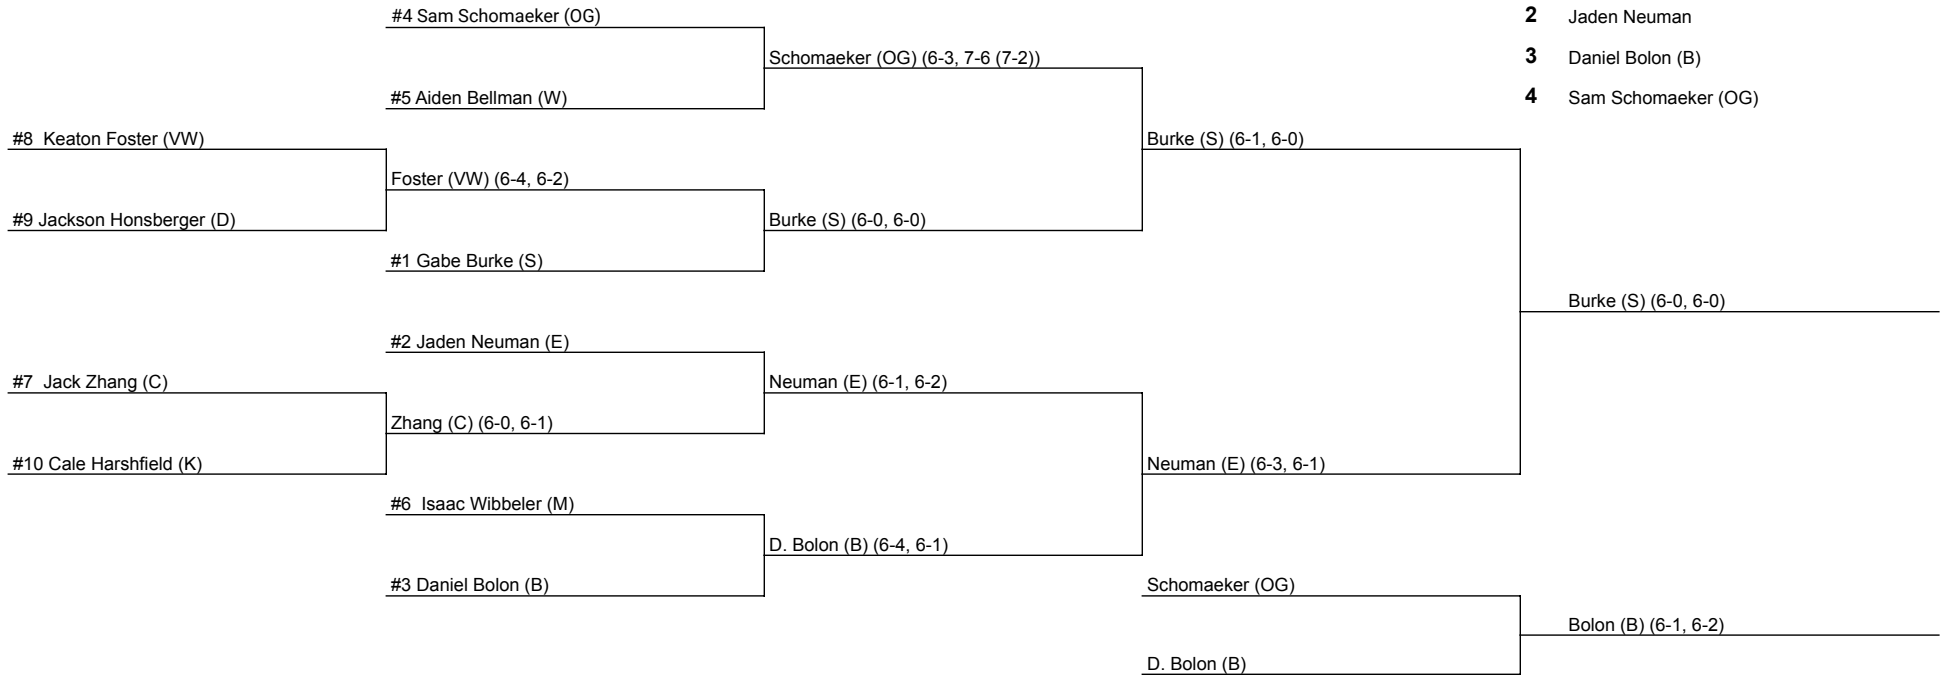 #4 Sam Schomaeker (OG)
2 Jaden Neuman
Schomaeker (OG) (6-3, 7-6 (7-2))
3 Daniel Bolon (B)
#5 Aiden Bellman (W)
4 Sam Schomaeker (OG)
#8 Keaton Foster (VW)
Burke (S) (6-1, 6-0)
Foster (VW) (6-4, 6-2)
#9 Jackson Honsberger (D)
Burke (S) (6-0, 6-0)
#1 Gabe Burke (S)
Burke (S) (6-0, 6-0)
#2 Jaden Neuman (E)
#7 Jack Zhang (C)
Neuman (E) (6-1, 6-2)
Zhang (C) (6-0, 6-1)
#10 Cale Harshfield (K)
Neuman (E) (6-3, 6-1)
#6 Isaac Wibbeler (M)
D. Bolon (B) (6-4, 6-1)
#3 Daniel Bolon (B)
Schomaeker (OG)
Bolon (B) (6-1, 6-2)
D. Bolon (B)